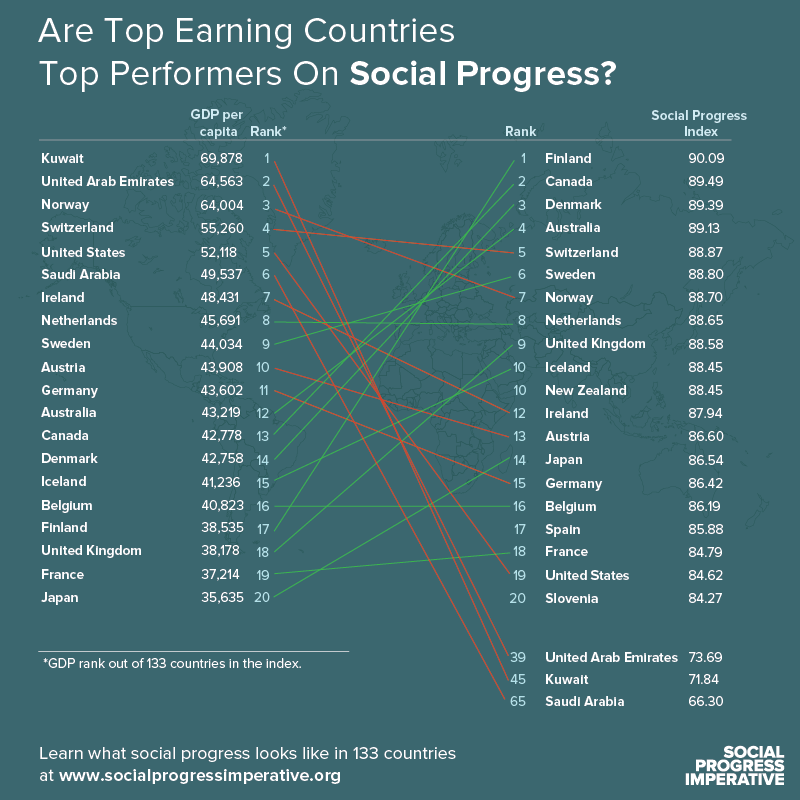 Are Top Earning Countries
Top Performers On Social Progress?
GDP per capita Rank* Rank Social Progress Index
Kuwait 69,878 1 1 Finland 90.09
United Arab Emirates 64,563 2 2 Canada 89.49
Norway 64,004 3 3 Denmark 89.39
Switzerland 55,260 4 4 Australia 89.13
United States 52,118 5 5 Switzerland 88.87
Saudi Arabia 49,537 6 6 Sweden 88.80
Ireland 48,431 7 7 Norway 88.70
Netherlands 45,691 8 8 Netherlands 88.65
Sweden 44,034 9 9 United Kingdom 88.58
Austria 43,908 10 10 Iceland 88.45
Germany 43,602 11 10 New Zealand 88.45
Australia 43,219 12 12 Ireland 87.94
Canada 42,778 13 13 Austria 86.60
Denmark 42,758 14 14 Japan 86.54
Iceland 41,236 15 15 Germany 86.42
Belgium 40,823 16 16 Belgium 86.19
Finland 38,535 17 17 Spain 85.88
United Kingdom 38,178 18 18 France 84.79
France 37,214 19 19 United States 84.62
Japan 35,635 20 20 Slovenia 84.27
39 United Arab Emirates 73.69
*GDP rank out of 133 countries in the index.
45 Kuwait 71.84
65 Saudi Arabia 66.30
Learn what social progress looks like in 133 countries
at www.socialprogressimperative.org
SOCIAL
PROGRESS
IMPERATIVE